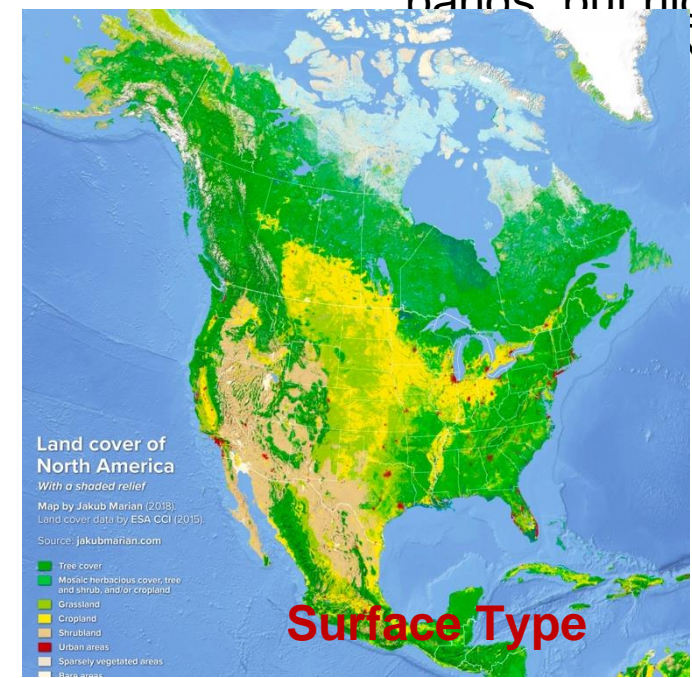 Land cover of
North America
With a shaded relief
Map by Jakub Marian (2018).
Land cover data by ESA CCI (2015).
Source: jakubmarian.com
Tree cover
Mosaic herbacious cover, tree
and shrub, and/or cropland
Grassland
Cropland
Shrubland
Urban areas
Sparsely vegetated areas
Bare areas
Surface Type